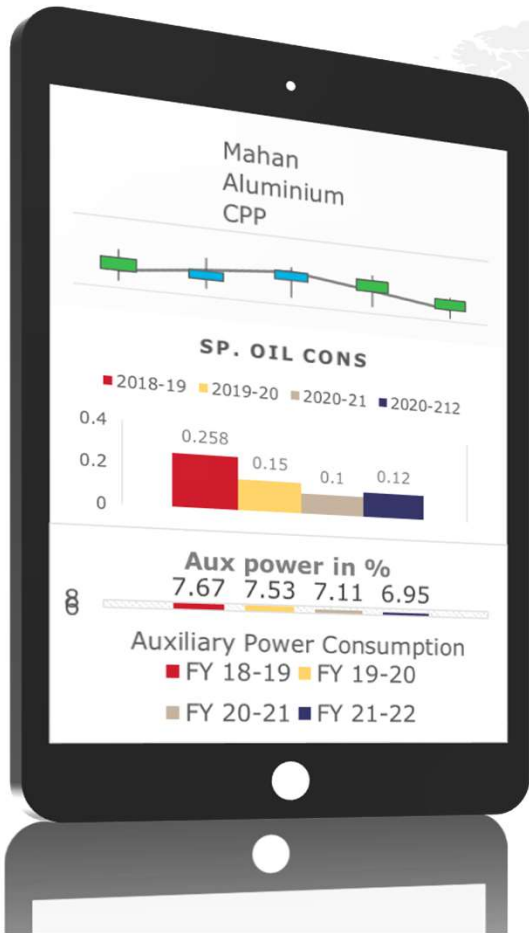 Mahan
Aluminium
CPP
SP. OIL CONS
2018-19 2019-20 2020-21 2020-212
0.4
0.2
0
0.258 0.15 0.1 0.12
Aux power in %
7.67 7.53 7.11 6.95
Auxiliary Power Consumption
FY 18-19 FY 19-20
FY 20-21 FY 21-22